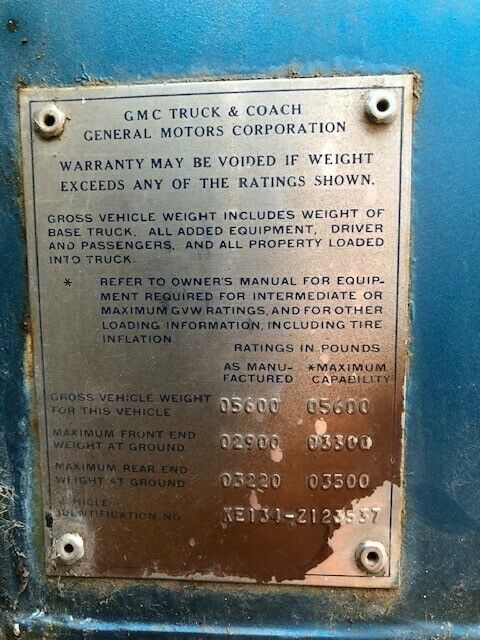 GMC TRUCK & COACH
GENERAL MOTORS CORPORATION
WARRANTY MAY BE VOIDED IF WEIGHT
EXCEEDS ANY OF THE RATINGS SHOWN.
GROSS VEHICLE WEIGHT INCLUDES WEIGHT OF
BASE TRUCK, ALL ADDED EQUIPMENT, DRIVER
AND PASSENGERS, AND ALL PROPERTY LOADED
INTO TRUCK.
* REFER TO OWNER'S MANUAL FOR EQUIP-
MENT REQUIRED FOR INTERMEDIATE OR
MAXIMUM GVW RATINGS, AND FOR OTHER
LOADING INFORMATION, INCLUDING TIRE
INFLATION
RATINGS IN POUNDS
AS MANU- *MAXIMUM
FACTURED CAPABILITY
GROSS VEHICLE WEIGHT
FOR THIS VEHICLE 05600 05600
MAXIMUM FRONT END
WEIGHT AT GROUND 02900 03300
MAXIMUM REAR END
WEIGHT AT GROUND 03220 03500
VEHICLE
IDENTIFICATION NO. KE134-Z123537